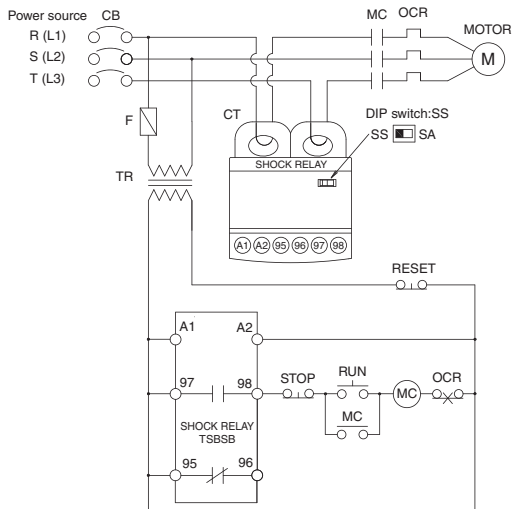 Power source CB
R (L1)
S (L2)
T (L3)
MC OCR
MOTOR
M
F
CT
DIP switch:SS
SS SA
SHOCK RELAY
TR
A1 A2 95 96 97 98
RESET
A1 A2
97 98
STOP RUN MC OCR
MC
SHOCK RELAY
TSBSB
95 96